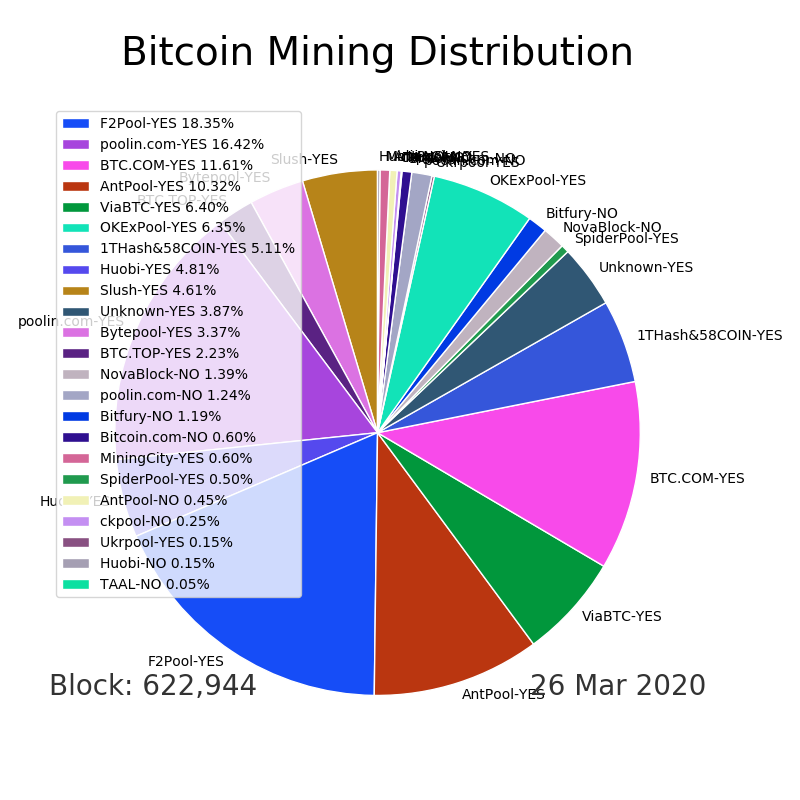 Bitcoin Mining Distribution
F2Pool-YES 18.35%
poolin.com-YES 16.42%
BTC.COM-YES 11.61%
AntPool-YES 10.32%
ViaBTC-YES 6.40%
OKExPool-YES 6.35%
1THash&58COIN-YES 5.11%
Huobi-YES 4.81%
Slush-YES 4.61%
Unknown-YES 3.87%
Bytepool-YES 3.37%
BTC.TOP-YES 2.23%
NovaBlock-NO 1.39%
poolin.com-NO 1.24%
Bitfury-NO 1.19%
Bitcoin.com-NO 0.60%
MiningCity-YES 0.60%
SpiderPool-YES 0.50%
AntPool-NO 0.45%
ckpool-NO 0.25%
Ukrpool-YES 0.15%
Huobi-NO 0.15%
TAAL-NO 0.05%
Slush-YES
Bytepool-YES
BTC.TOP-YES
poolin.com-YES
Huobi-YES
F2Pool-YES
AntPool-YES
ViaBTC-YES
BTC.COM-YES
1THash&58COIN-YES
Unknown-YES
SpiderPool-YES
NovaBlock-NO
Bitfury-NO
OKExPool-YES
Block: 622,944
26 Mar 2020